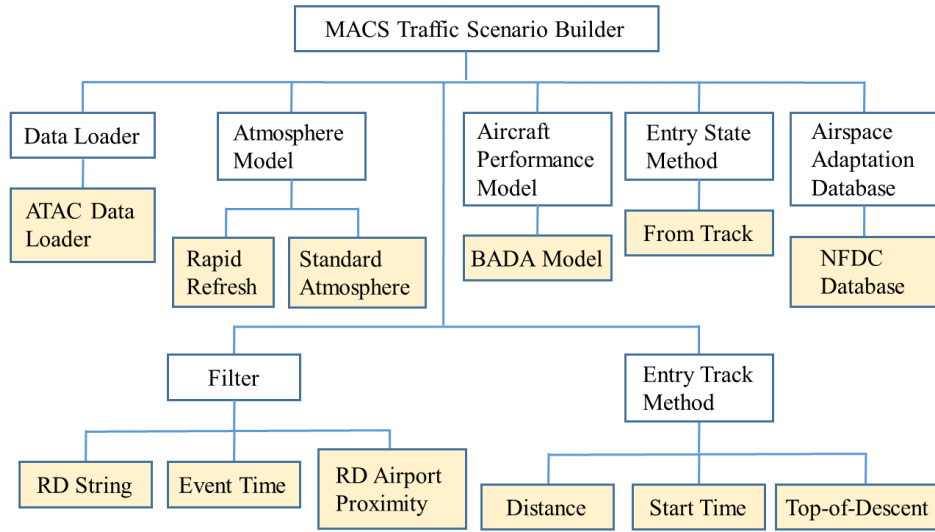 MACS Traffic Scenario Builder
Data Loader
Atmosphere
Model
Aircraft
Performance
Model
Entry State
Method
Airspace
Adaptation
Database
ATAC Data
Loader
Rapid
Refresh
Standard
Atmosphere
BADA Model
From Track
NFDC
Database
Filter
Entry Track
Method
RD String
Event Time
RD Airport
Proximity
Distance
Start Time
Top-of-Descent